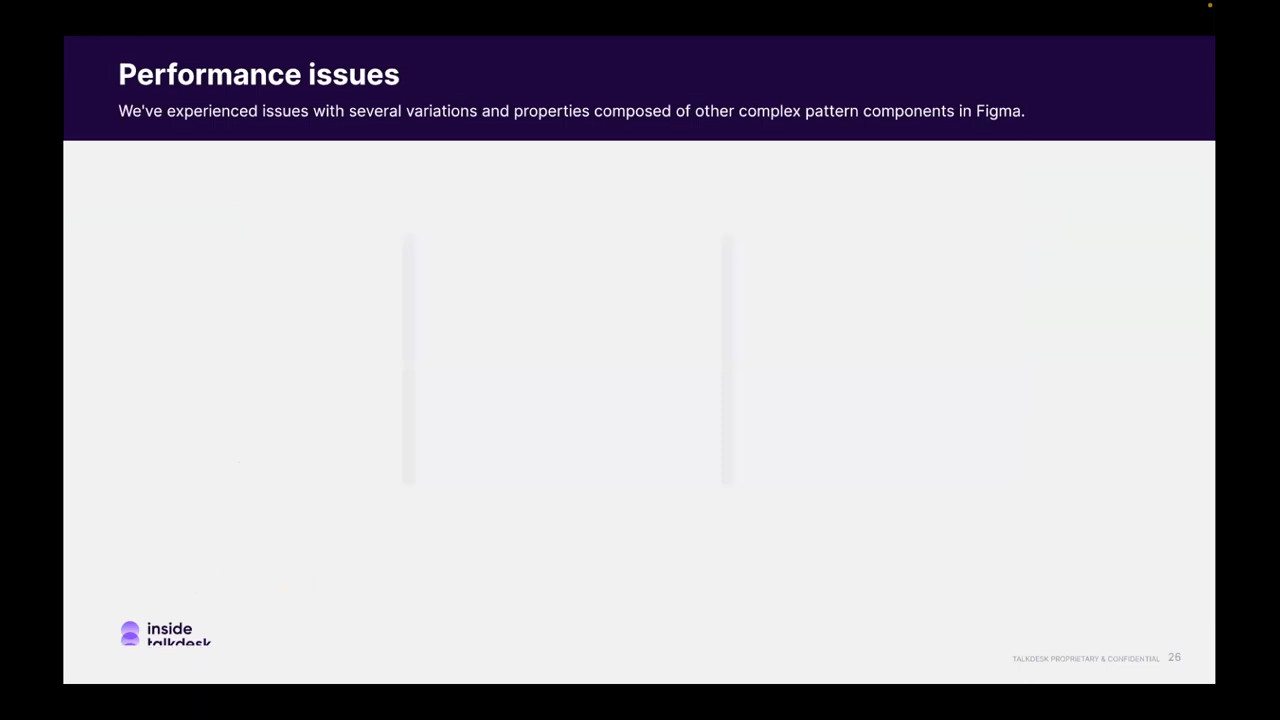 Performance issues
We've experienced issues with several variations and properties composed of other complex pattern components in Figma.
inside
talkdesk
TALKDESK PROPRIETARY & CONFIDENTIAL 26